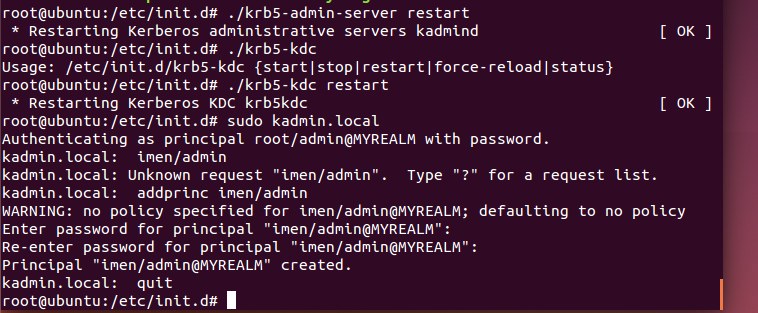 root@ubuntu:/etc/init.d# ./krb5-admin-server restart
 * Restarting Kerberos administrative servers kadmind                    [ OK ]
root@ubuntu:/etc/init.d# ./krb5-kdc
Usage: /etc/init.d/krb5-kdc {start|stop|restart|force-reload|status}
root@ubuntu:/etc/init.d# ./krb5-kdc restart
 * Restarting Kerberos KDC krb5kdc                                       [ OK ]
root@ubuntu:/etc/init.d# sudo kadmin.local
Authenticating as principal root/admin@MYREALM with password.
kadmin.local:  imen/admin
kadmin.local: Unknown request "imen/admin".  Type "?" for a request list.
kadmin.local:  addprinc imen/admin
WARNING: no policy specified for imen/admin@MYREALM; defaulting to no policy
Enter password for principal "imen/admin@MYREALM":
Re-enter password for principal "imen/admin@MYREALM":
Principal "imen/admin@MYREALM" created.
kadmin.local:  quit
root@ubuntu:/etc/init.d#